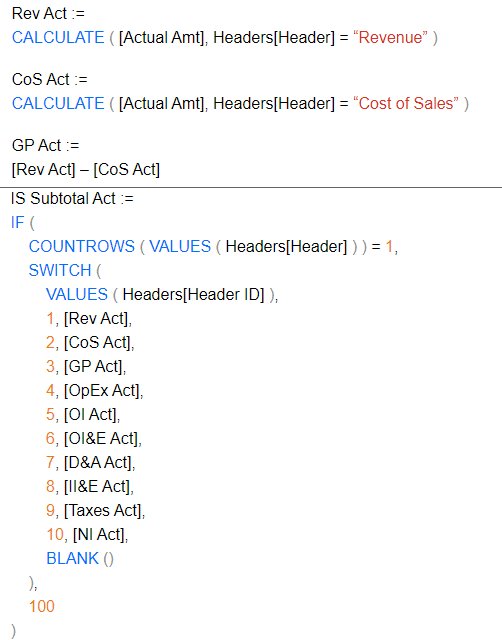 Rev Act :=
CALCULATE ( [Actual Amt], Headers[Header] = “Revenue” )
CoS Act :=
CALCULATE ( [Actual Amt], Headers[Header] = “Cost of Sales” )
GP Act :=
[Rev Act] – [CoS Act]
IS Subtotal Act :=
IF (
COUNTROWS ( VALUES ( Headers[Header] ) ) = 1,
SWITCH (
VALUES ( Headers[Header ID] ),
1, [Rev Act],
2, [CoS Act],
3, [GP Act],
4, [OpEx Act],
5, [OI Act],
6, [OI&E Act],
7, [D&A Act],
8, [II&E Act],
9, [Taxes Act],
10, [NI Act],
BLANK ()
),
100
)